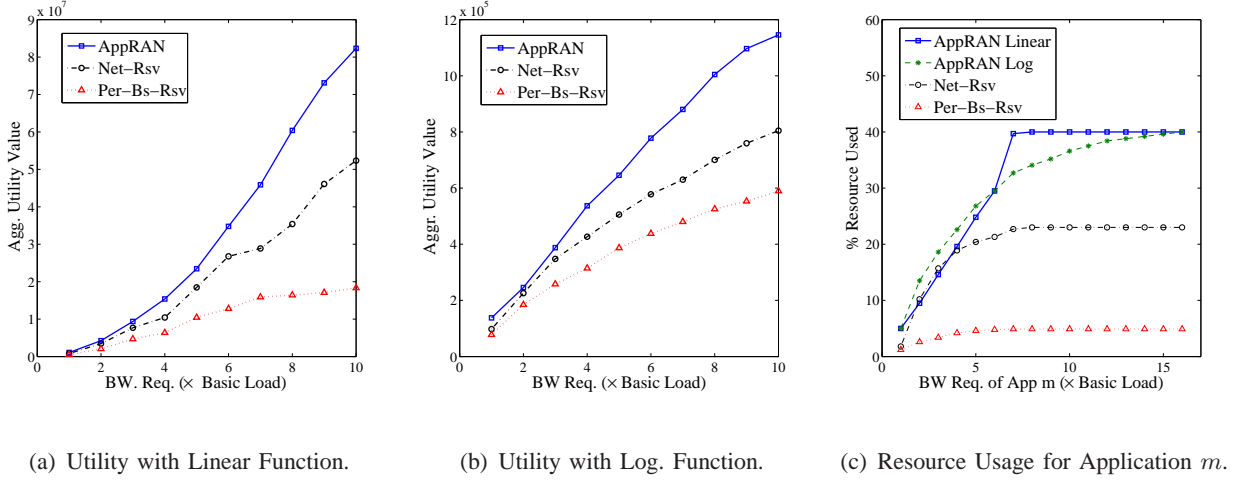 x 10^7
9
8
7
6
5
4
3
2
1
0
0 2 4 6 8 10
Agg. Utility Value
BW. Req. (× Basic Load)
AppRAN
Net−Rsv
Per−Bs−Rsv
(a) Utility with Linear Function.
x 10^5
12
10
8
6
4
2
0
0 2 4 6 8 10
Aggr. Utility Value
BW Req. (× Basic Load)
AppRAN
Net−Rsv
Per−Bs−Rsv
(b) Utility with Log. Function.
60
50
40
30
20
10
0
0 5 10 15
% Resource Used
BW Req. of App m (× Basic Load)
AppRAN Linear
AppRAN Log
Net−Rsv
Per−Bs−Rsv
(c) Resource Usage for Application m.